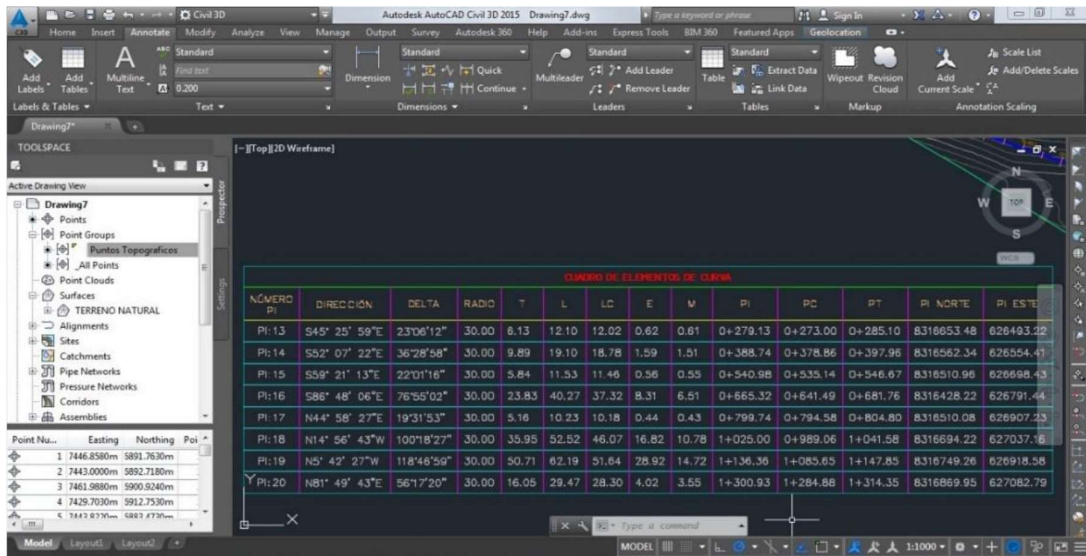 Civil 3D
Autodesk AutoCAD Civil 3D 2015 Drawing7.dwg
Type a keyword or phrase
Sign In
Home Insert Annotate Modify Analyze View Manage Output Survey Autodesk 360 Help Add-ins Express Tools BIM 360 Featured Apps Geolocation
Standard Standard Standard Standard Scale List
Find text Quick Add Leader Extract Data Add/Delete Scales
Add Labels Add Tables Multiline Text Dimension Multileader Table Wipeout Revision Cloud Add Current Scale
0.200 Continue Remove Leader Link Data
Labels & Tables Text Dimensions Leaders Tables Markup Annotation Scaling
Drawing7*
TOOLSPACE
[-][Top][2D Wireframe]
Active Drawing View
Prospector
Settings
Drawing7
Points
Point Groups
Puntos Topograficos
_All Points
Point Clouds
Surfaces
TERRENO NATURAL
Alignments
Sites
Catchments
Pipe Networks
Pressure Networks
Corridors
Assemblies
Point Nu... Easting Northing Poi
1 7446.8580m 5891.7630m
2 7443.0000m 5892.7180m
3 7461.9880m 5900.9240m
4 7429.7030m 5912.7530m
5 7443.8220m 5883.4730m
N
W TOP E
S
WCS
CUADRO DE ELEMENTOS DE CURVA
NÚMERO PI DIRECCIÓN DELTA RADIO T L LC E M PI PC PT PI NORTE PI ESTE
PI:13 S45° 25' 59"E 23°06'12" 30.00 6.13 12.10 12.02 0.62 0.61 0+279.13 0+273.00 0+285.10 8316653.48 626493.22
PI:14 S52° 07' 22"E 36°28'58" 30.00 9.89 19.10 18.78 1.59 1.51 0+388.74 0+378.86 0+397.96 8316562.34 626554.41
PI:15 S59° 21' 13"E 22°01'16" 30.00 5.84 11.53 11.46 0.56 0.55 0+540.98 0+535.14 0+546.67 8316510.96 626698.43
PI:16 S86° 48' 06"E 76°55'02" 30.00 23.83 40.27 37.32 8.31 6.51 0+665.32 0+641.49 0+681.76 8316428.22 626791.44
PI:17 N44° 58' 27"E 19°31'53" 30.00 5.16 10.23 10.18 0.44 0.43 0+799.74 0+794.58 0+804.80 8316510.08 626907.23
PI:18 N14° 56' 43"W 100°18'27" 30.00 35.95 52.52 46.07 16.82 10.78 1+025.00 0+989.06 1+041.58 8316694.22 627037.16
PI:19 N5° 42' 27"W 118°46'59" 30.00 50.71 62.19 51.64 28.92 14.72 1+136.36 1+085.65 1+147.85 8316749.26 626918.58
PI:20 N81° 49' 43"E 56°17'20" 30.00 16.05 29.47 28.30 4.02 3.55 1+300.93 1+284.88 1+314.35 8316869.95 627082.79
Y
X
Type a command
Model Layout1 Layout2
MODEL 1:1000